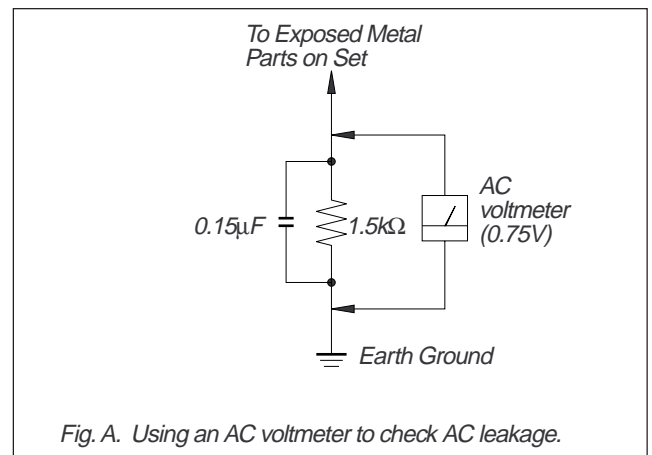 To Exposed Metal
Parts on Set
0.15μF
1.5kΩ
AC
voltmeter
(0.75V)
Earth Ground
Fig. A. Using an AC voltmeter to check AC leakage.